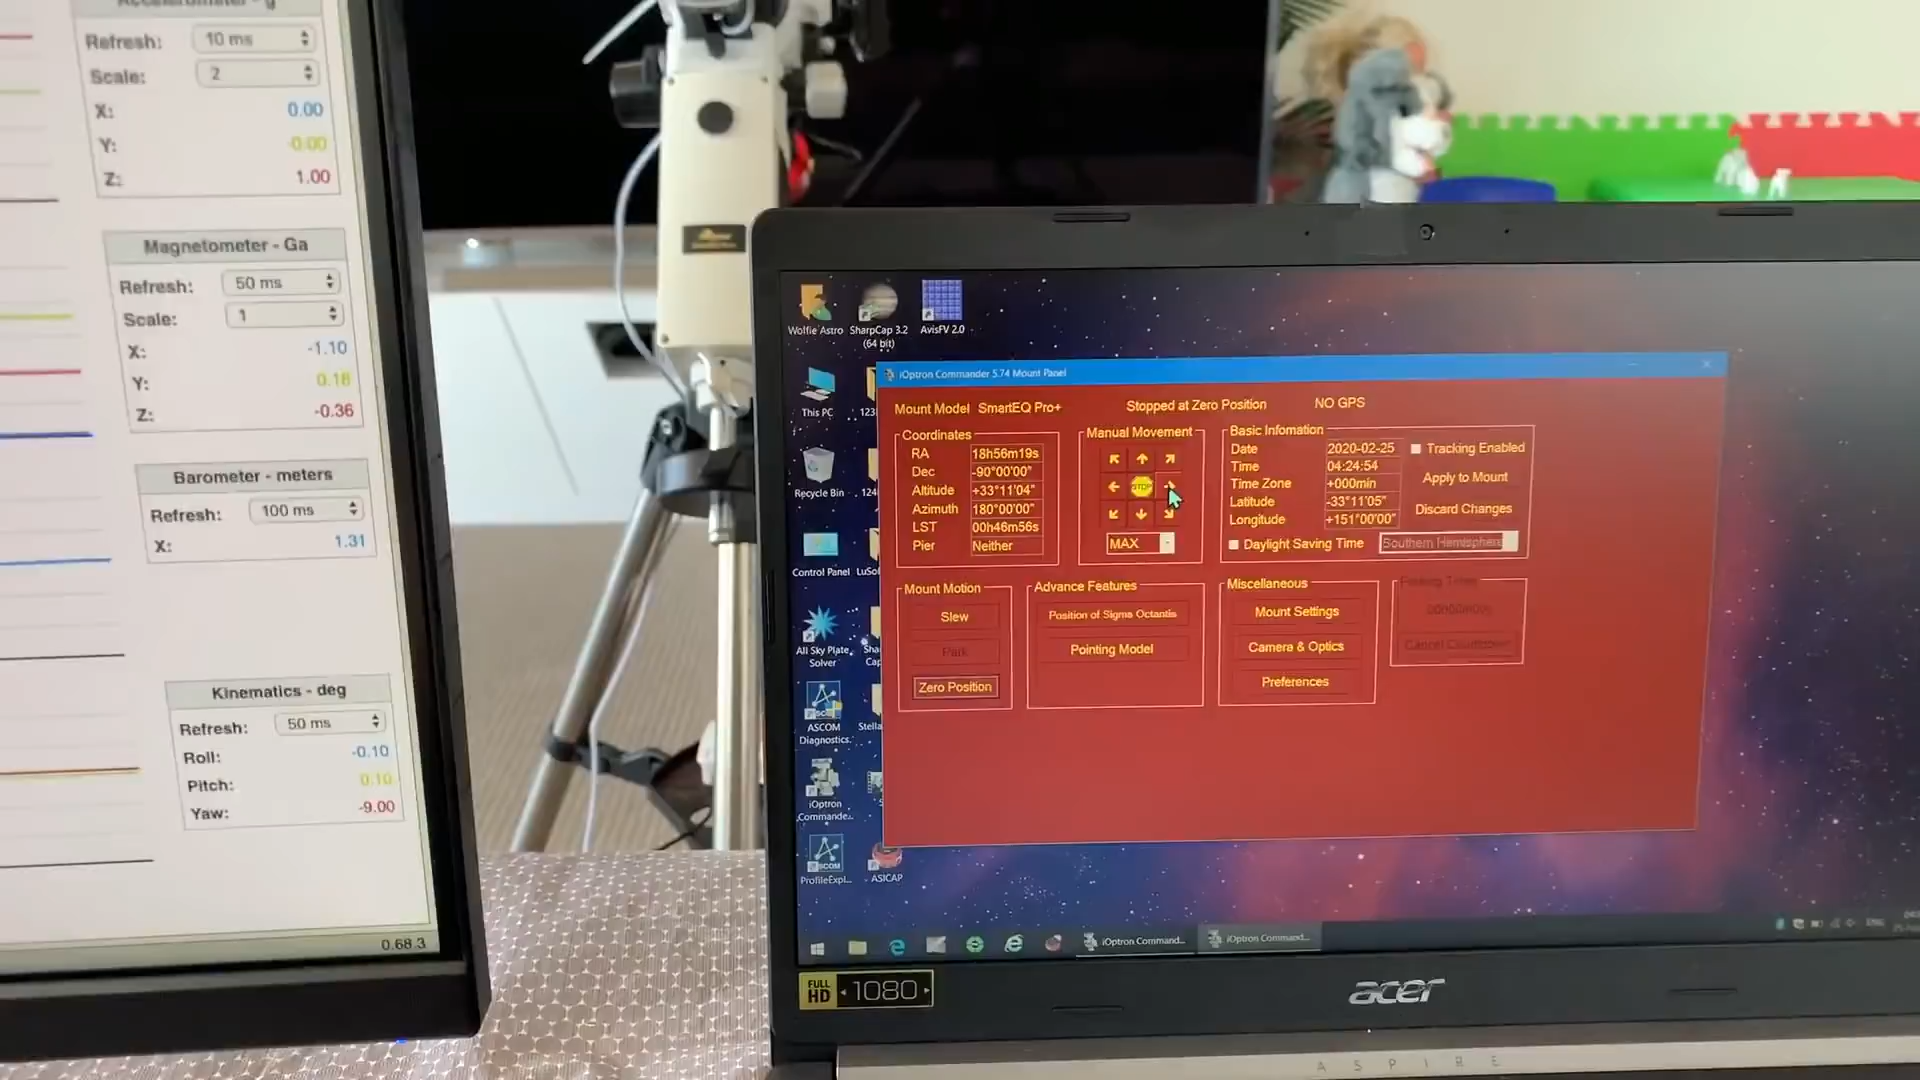 Accelerometer - g
Refresh: 10 ms
Scale: 2
X: 0.00
Y: -0.00
Z: 1.00
Magnetometer - Ga
Refresh: 50 ms
Scale: 1
X: -1.10
Y: 0.18
Z: -0.36
Barometer - meters
Refresh: 100 ms
X: 1.31
Kinematics - deg
Refresh: 50 ms
Roll: -0.10
Pitch: 0.10
Yaw: -9.00
0.68.3
Wolfie Astro
SharpCap 3.2
(64 bit)
AvisFV 2.0
This PC
Recycle Bin
Control Panel
All Sky Plate
Solver
ASCOM
Diagnostics
iOptron
Commande...
ProfileExpl...
ASICAP
iOptron Commander 5.74 Mount Panel
Mount Model SmartEQ Pro+
Stopped at Zero Position
NO GPS
Coordinates
RA 18h56m19s
Dec -90°00'00"
Altitude +33°11'04"
Azimuth 180°00'00"
LST 00h46m56s
Pier Neither
Manual Movement
STOP
MAX
Basic Infomation
Date 2020-02-25
Time 04:24:54
Time Zone +000min
Latitude -33°11'05"
Longitude +151°00'00"
Tracking Enabled
Apply to Mount
Discard Changes
Daylight Saving Time
Southern Hemisphere
Mount Motion
Slew
Park
Zero Position
Advance Features
Position of Sigma Octantis
Pointing Model
Miscellaneous
Mount Settings
Camera & Optics
Preferences
Cancel Countdown
iOptron Command...
iOptron Command...
FULL
HD
1080
acer
ASPIRE